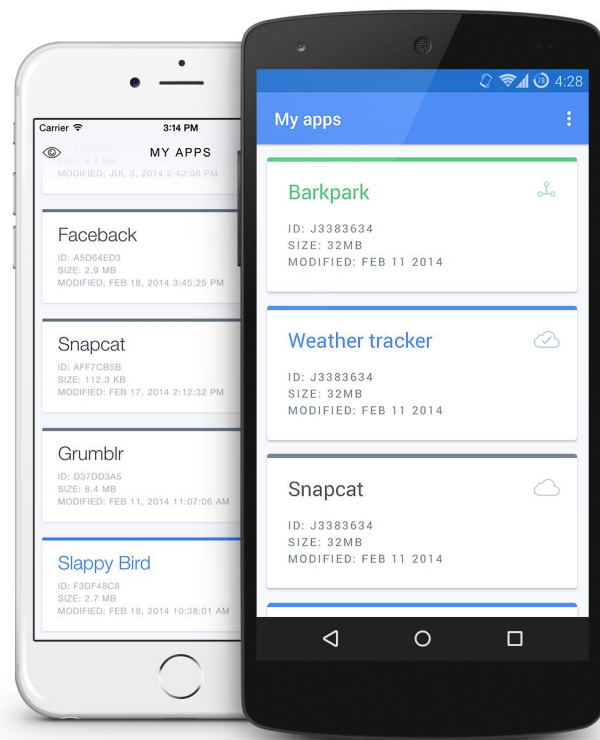 Carrier
3:14 PM
MY APPS
MODIFIED: JUL 3, 2014 2:42:08 PM
Faceback
ID: A5D64ED3
SIZE: 2.9 MB
MODIFIED: FEB 18, 2014 3:45:25 PM
Snapcat
ID: AFF7CB5B
SIZE: 112.3 KB
MODIFIED: FEB 17, 2014 2:12:32 PM
Grumblr
ID: D37DD3A5
SIZE: 8.4 MB
MODIFIED: FEB 11, 2014 11:07:06 AM
Slappy Bird
ID: F3DF48C8
SIZE: 2.7 MB
MODIFIED: FEB 18, 2014 10:38:01 AM
78 4:28
My apps
Barkpark
ID: J3383634
SIZE: 32MB
MODIFIED: FEB 11 2014
Weather tracker
ID: J3383634
SIZE: 32MB
MODIFIED: FEB 11 2014
Snapcat
ID: J3383634
SIZE: 32MB
MODIFIED: FEB 11 2014